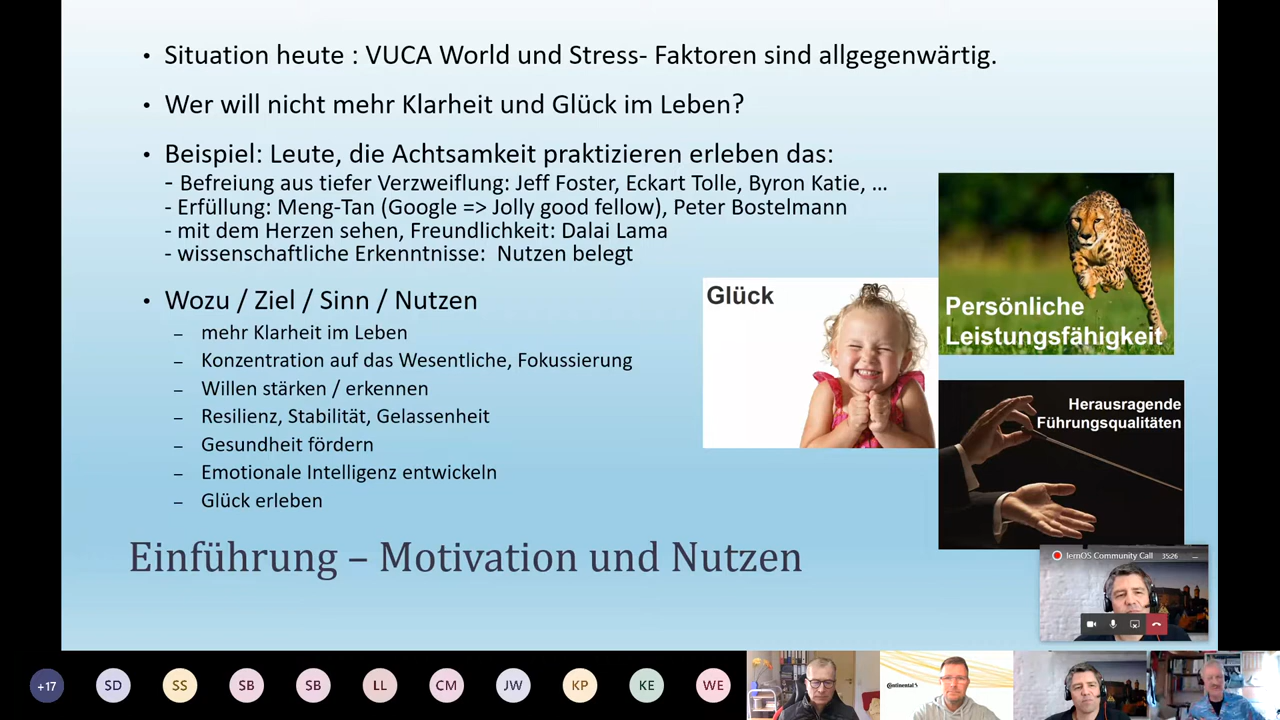 • Situation heute : VUCA World und Stress- Faktoren sind allgegenwärtig.
• Wer will nicht mehr Klarheit und Glück im Leben?
• Beispiel: Leute, die Achtsamkeit praktizieren erleben das:
- Befreiung aus tiefer Verzweiflung: Jeff Foster, Eckart Tolle, Byron Katie, ...
- Erfüllung: Meng-Tan (Google => Jolly good fellow), Peter Bostelmann
- mit dem Herzen sehen, Freundlichkeit: Dalai Lama
- wissenschaftliche Erkenntnisse: Nutzen belegt
• Wozu / Ziel / Sinn / Nutzen
– mehr Klarheit im Leben
– Konzentration auf das Wesentliche, Fokussierung
– Willen stärken / erkennen
– Resilienz, Stabilität, Gelassenheit
– Gesundheit fördern
– Emotionale Intelligenz entwickeln
– Glück erleben
Glück
Persönliche
Leistungsfähigkeit
Herausragende
Führungsqualitäten
Einführung – Motivation und Nutzen
lernOS Community Call 35:26
+17 SD SS SB SB LL CM JW KP KE WE
Continental